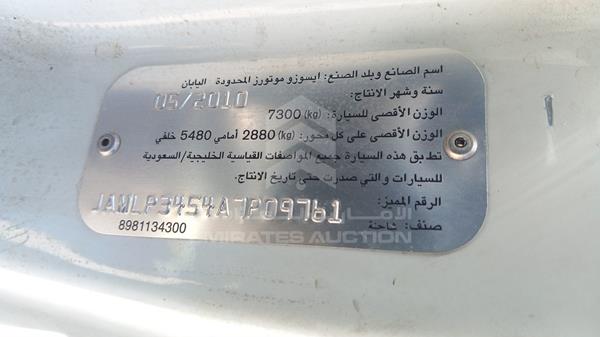 اسم الصانع وبلد الصنع: ايسوزو موتورز المحدودة اليابان
سنة وشهر الانتاج: 05/2010
الوزن الأقصى للسيارة: (kg) 7300
الوزن الأقصى على كل محور: (kg) 2880 أمامي 5480 خلفي
تطبق هذه السيارة جميع المواصفات القياسية الخليجية/السعودية
للسيارات والتي صدرت حتى تاريخ الانتاج.
الرقم المميز: JAMLP34S4A7P09761
صنف: شاحنة
8981134300
EMIRATES AUCTION